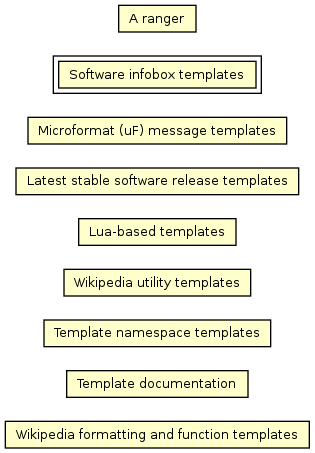 A ranger
Software infobox templates
Microformat (uF) message templates
Latest stable software release templates
Lua-based templates
Wikipedia utility templates
Template namespace templates
Template documentation
Wikipedia formatting and function templates